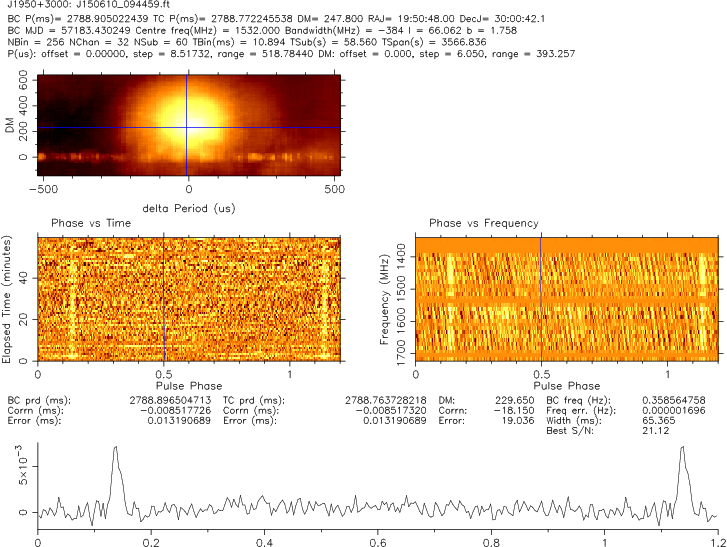 J1950+3000: J150610_094459.ft
BC P(ms)= 2788.905022439 TC P(ms)= 2788.772245538 DM= 247.800 RAJ= 19:50:48.00 DecJ= 30:00:42.1
BC MJD = 57183.430249 Centre freq(MHz) = 1532.000 Bandwidth(MHz) = -384 l = 66.062 b = 1.758
NBin = 256 NChan = 32 NSub = 60 TBin(ms) = 10.894 TSub(s) = 58.560 TSpan(s) = 3566.836
P(us): offset = 0.00000, step = 8.51732, range = 518.78440 DM: offset = 0.000, step = 6.050, range = 393.257
DM
0 200 400 600
-500 0 500
delta Period (us)
Phase vs Time
Elapsed Time (minutes)
0 20 40
0 0.5 1
Pulse Phase
Phase vs Frequency
Frequency (MHz)
1700 1600 1500 1400
0 0.5 1
Pulse Phase
BC prd (ms): 2788.896504713 TC prd (ms): 2788.763728218 DM: 229.650 BC freq (Hz): 0.358564758
Corrn (ms): -0.008517726 Corrn (ms): -0.008517320 Corrn: -18.150 Freq err. (Hz): 0.000001696
Error (ms): 0.013190689 Error (ms): 0.013190689 Error: 19.036 Width (ms): 65.365
Best S/N: 21.12
0 5×10⁻³
0 0.2 0.4 0.6 0.8 1 1.2